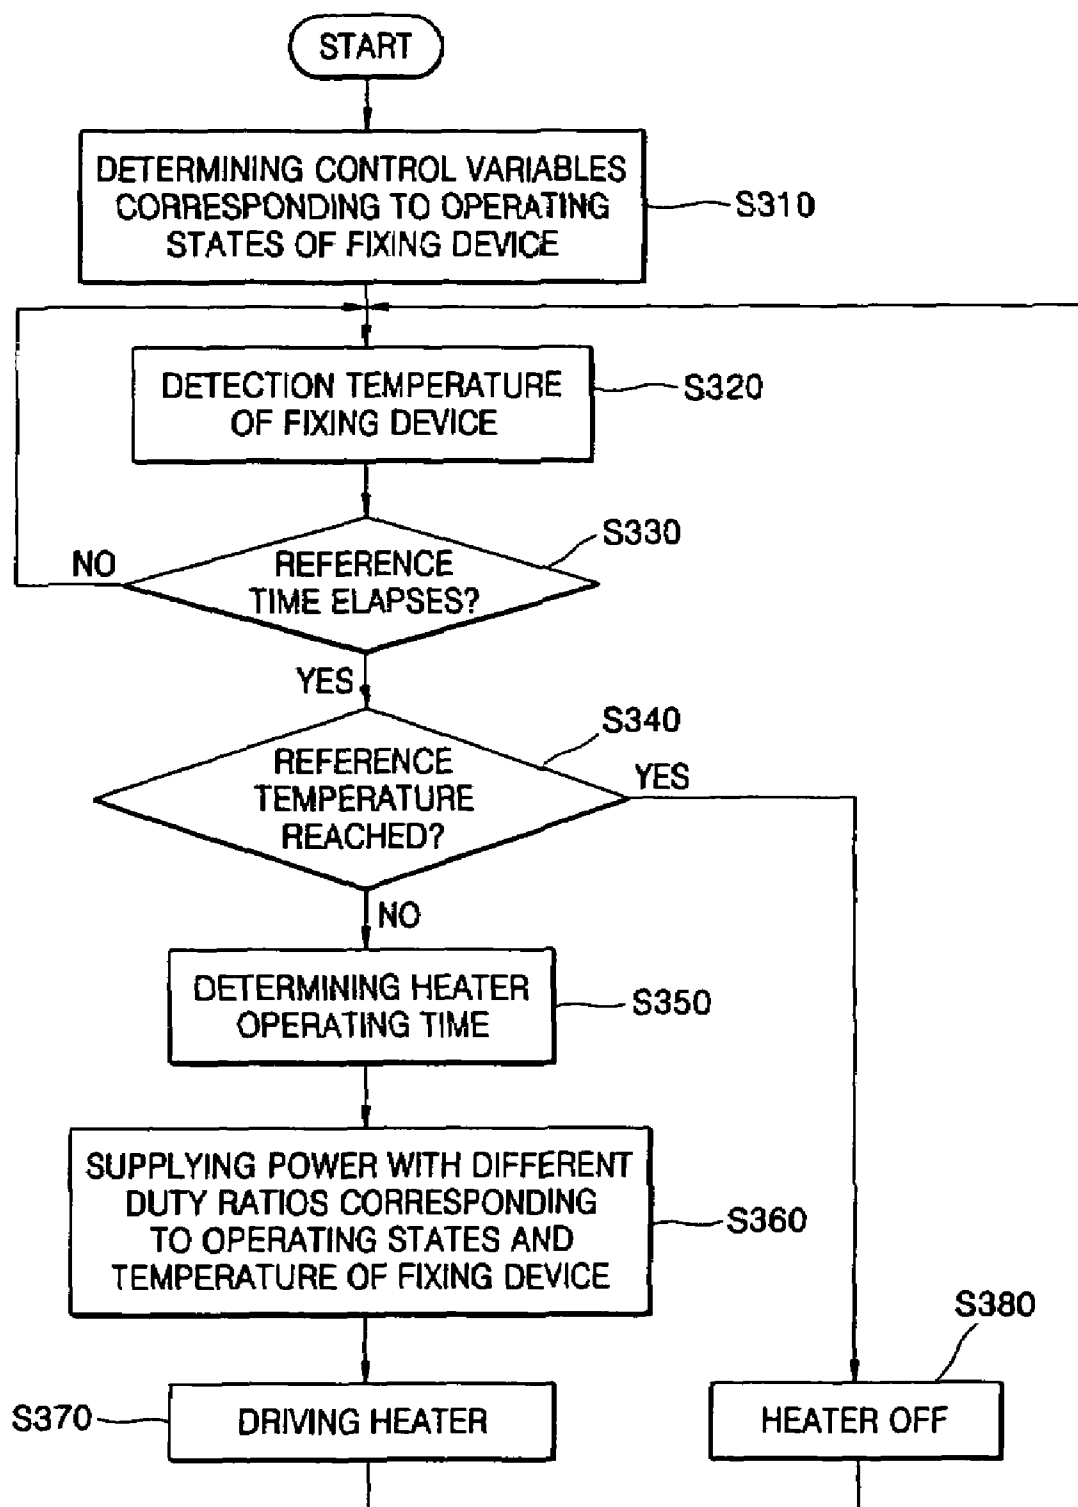 START
DETERMINING CONTROL VARIABLES
CORRESPONDING TO OPERATING
STATES OF FIXING DEVICE
S310
DETECTION TEMPERATURE
OF FIXING DEVICE
S320
REFERENCE
TIME ELAPSES?
S330
NO
YES
REFERENCE
TEMPERATURE
REACHED?
S340
YES
NO
DETERMINING HEATER
OPERATING TIME
S350
SUPPLYING POWER WITH DIFFERENT
DUTY RATIOS CORRESPONDING
TO OPERATING STATES AND
TEMPERATURE OF FIXING DEVICE
S360
S370
DRIVING HEATER
S380
HEATER OFF